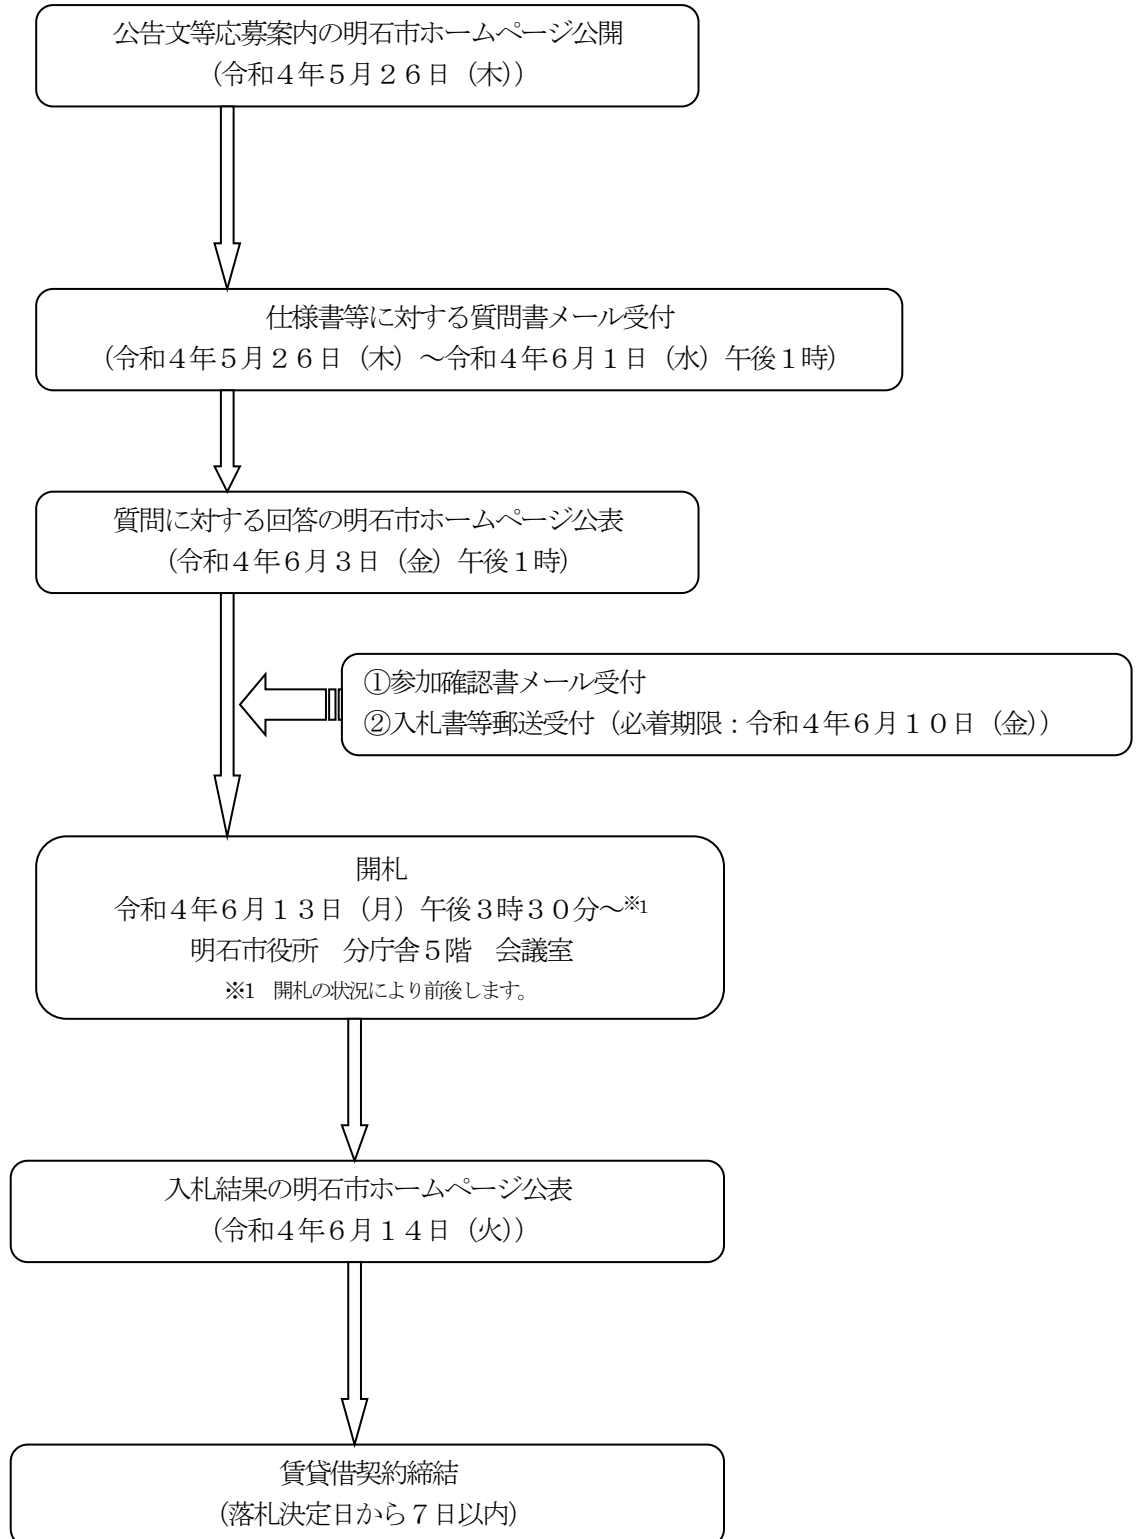 公告文等応募案内の明石市ホームページ公開
（令和４年５月２６日（木））
仕様書等に対する質問書メール受付
（令和４年５月２６日（木）～令和４年６月１日（水）午後１時）
質問に対する回答の明石市ホームページ公表
（令和４年６月３日（金）午後１時）
①参加確認書メール受付
②入札書等郵送受付（必着期限：令和４年６月１０日（金））
開札
令和４年６月１３日（月）午後３時３０分～※1
明石市役所　分庁舎５階　会議室
※1　開札の状況により前後します。
入札結果の明石市ホームページ公表
（令和４年６月１４日（火））
賃貸借契約締結
（落札決定日から７日以内）